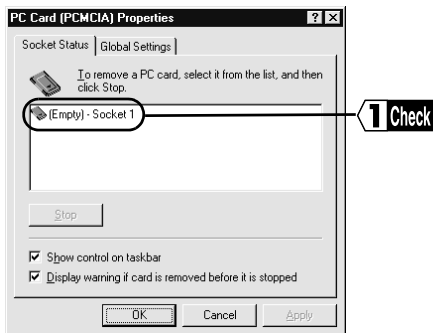 PC Card (PCMCIA) Properties
Socket Status
Global Settings
To remove a PC card, select it from the list, and then
click Stop.
(Empty) - Socket 1
1 Check
Stop
Show control on taskbar
Display warning if card is removed before it is stopped
OK
Cancel
Apply